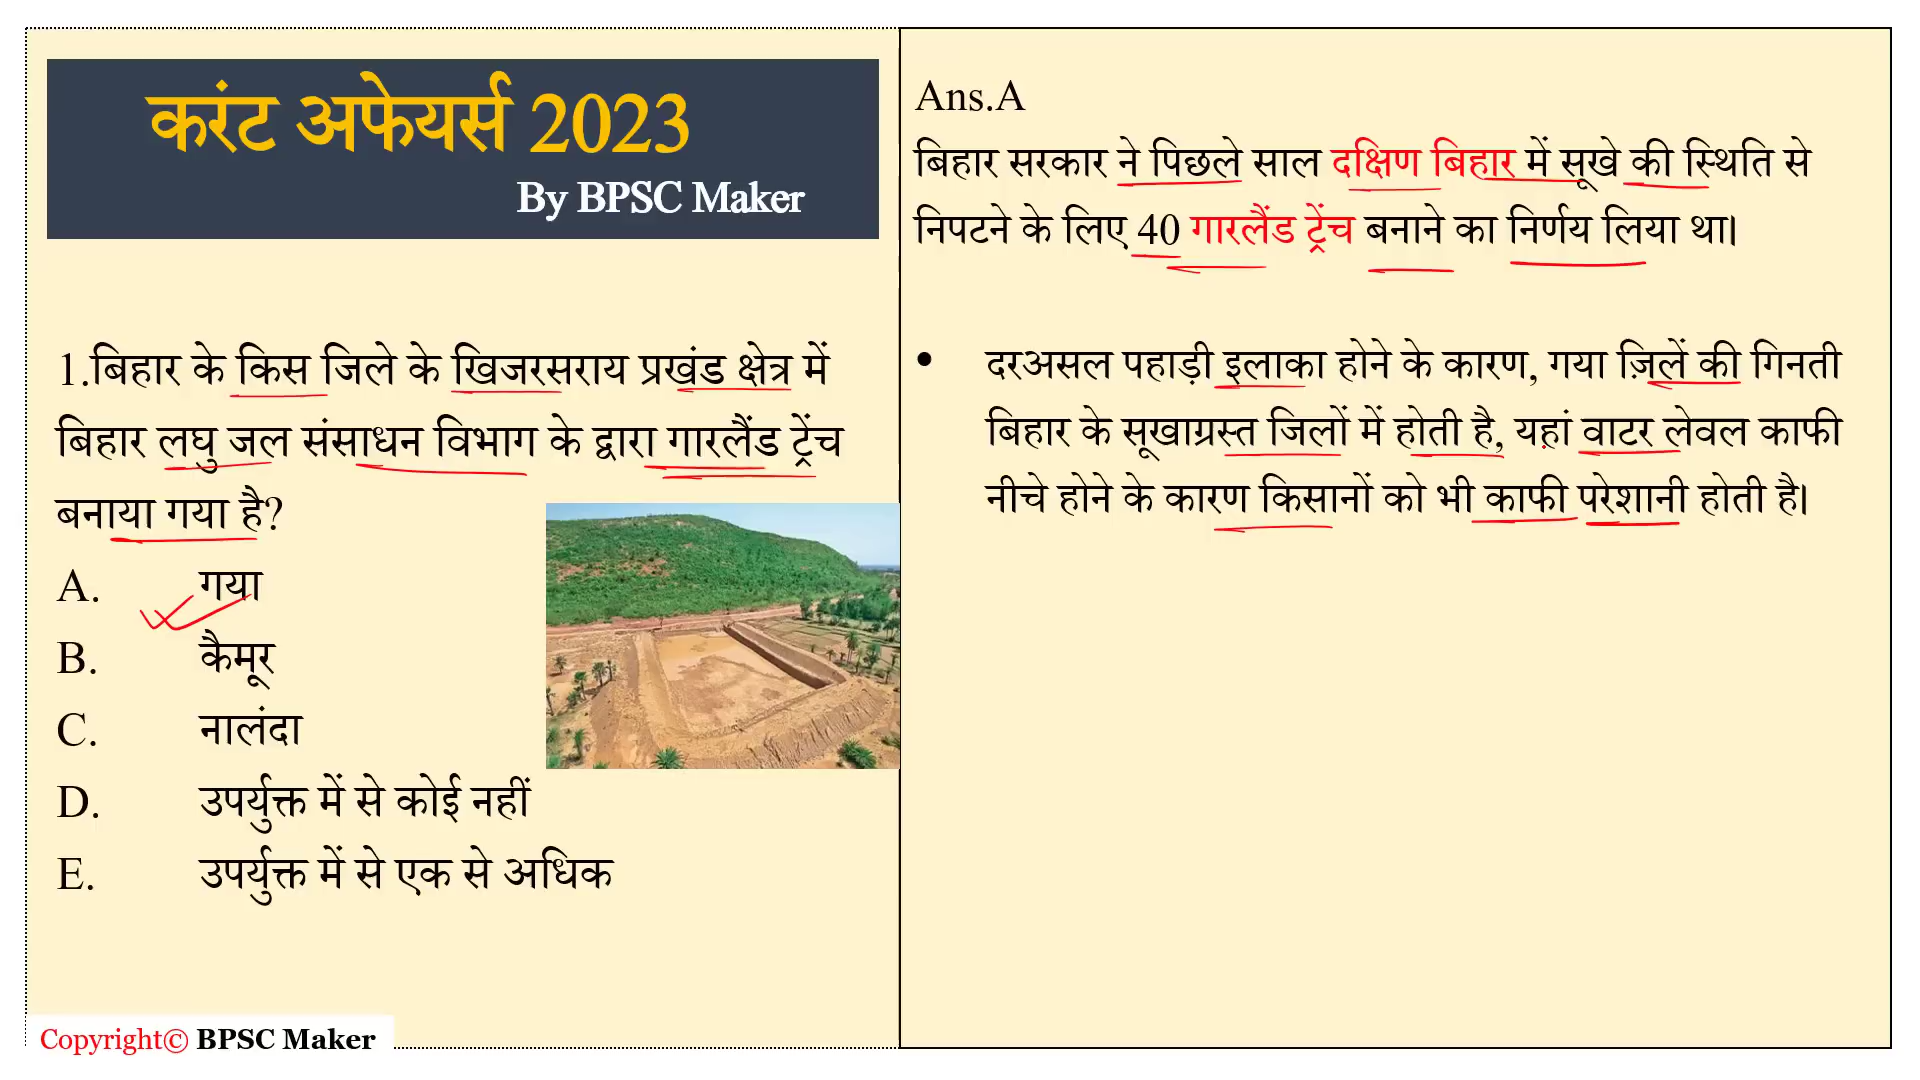 करंट अफेयर्स 2023
By BPSC Maker
1.बिहार के किस जिले के खिजरसराय प्रखंड क्षेत्र में
बिहार लघु जल संसाधन विभाग के द्वारा गारलैंड ट्रेंच
बनाया गया है?
A. गया
B. कैमूर
C. नालंदा
D. उपर्युक्त में से कोई नहीं
E. उपर्युक्त में से एक से अधिक
Copyright© BPSC Maker
Ans.A
बिहार सरकार ने पिछले साल दक्षिण बिहार में सूखे की स्थिति से
निपटने के लिए 40 गारलैंड ट्रेंच बनाने का निर्णय लिया था।
• दरअसल पहाड़ी इलाका होने के कारण, गया ज़िलें की गिनती
बिहार के सूखाग्रस्त जिलों में होती है, यहां वाटर लेवल काफी
नीचे होने के कारण किसानों को भी काफी परेशानी होती है।